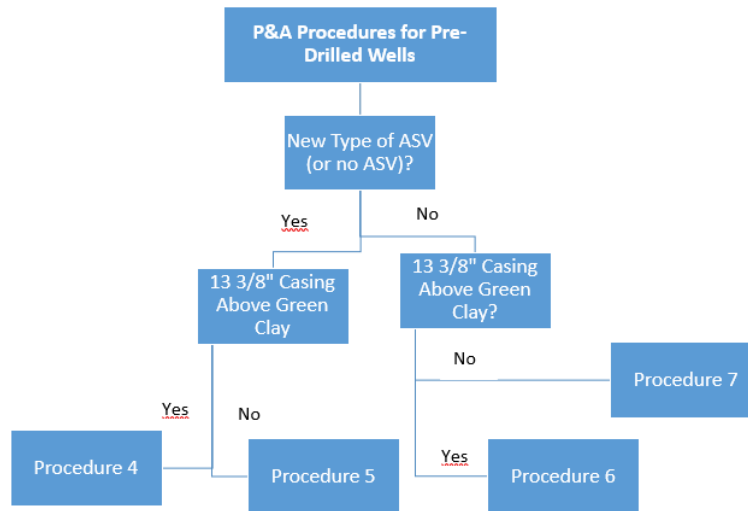 P&A Procedures for Pre-
Drilled Wells
New Type of ASV
(or no ASV)?
Yes
No
13 3/8" Casing
Above Green
Clay
13 3/8" Casing
Above Green
Clay?
No
Procedure 7
Yes
No
Procedure 4
Procedure 5
Yes
Procedure 6